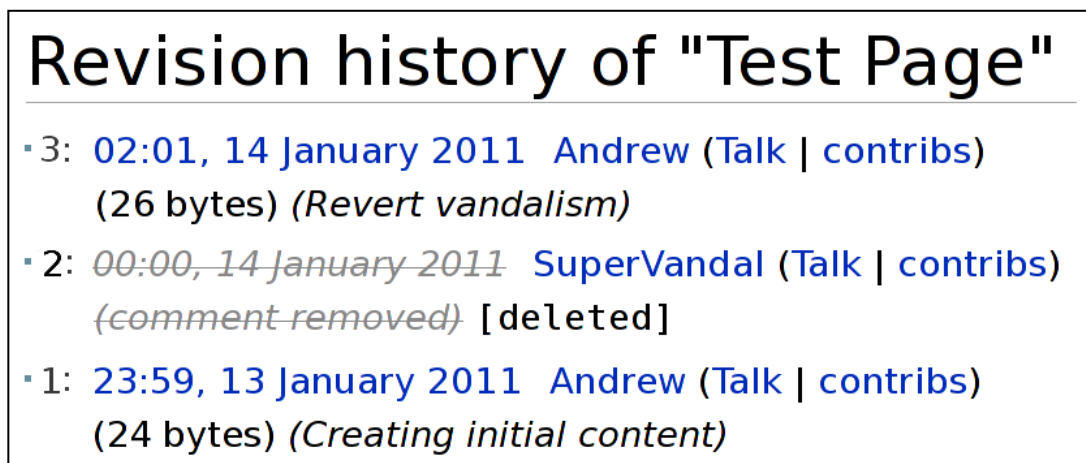 Revision history of "Test Page"
3: 02:01, 14 January 2011 Andrew (Talk | contribs)
(26 bytes) (Revert vandalism)
2: 00:00, 14 January 2011 SuperVandal (Talk | contribs)
(comment removed) [deleted]
1: 23:59, 13 January 2011 Andrew (Talk | contribs)
(24 bytes) (Creating initial content)